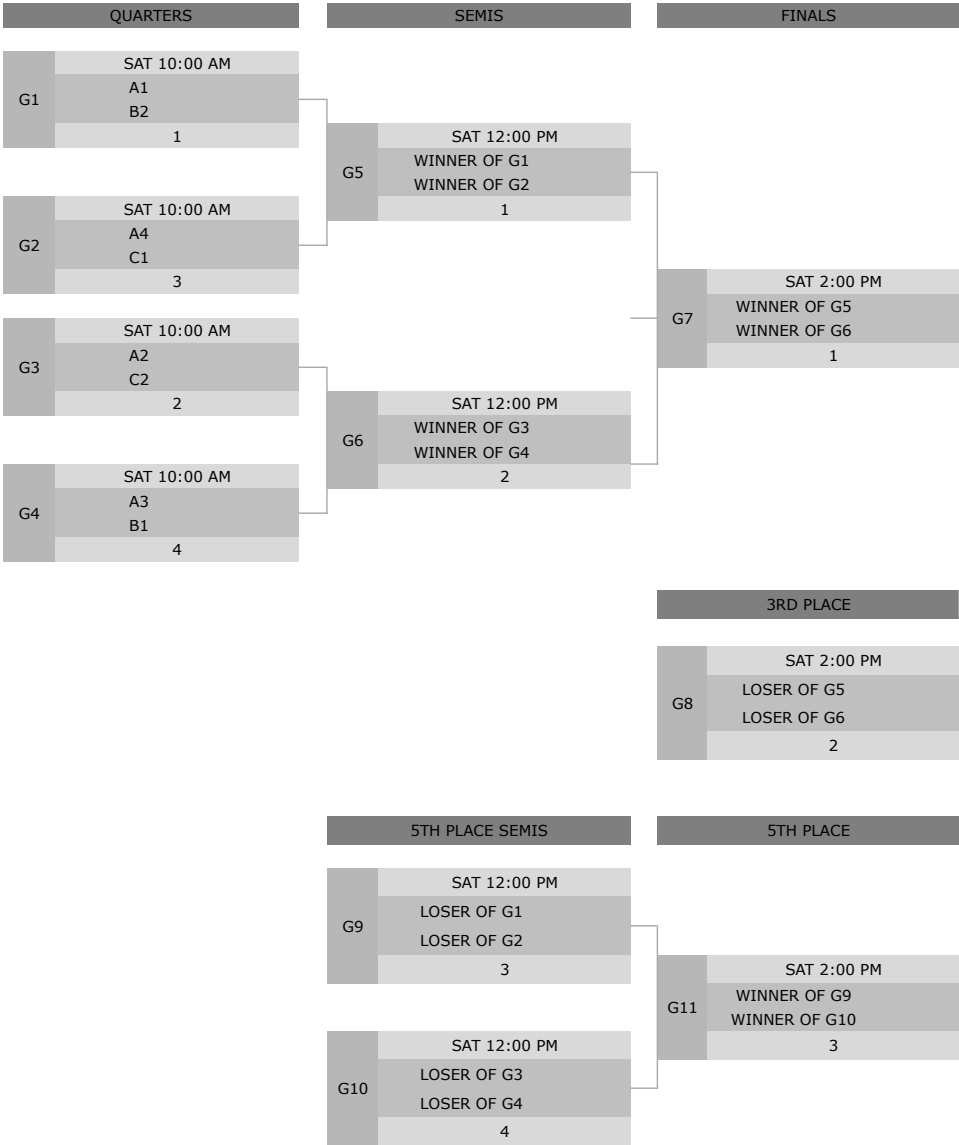 QUARTERS
SEMIS
FINALS
SAT 10:00 AM
G1
A1
B2
1
SAT 10:00 AM
G2
A4
C1
3
SAT 10:00 AM
G3
A2
C2
2
SAT 10:00 AM
G4
A3
B1
4
SAT 12:00 PM
G5
WINNER OF G1
WINNER OF G2
1
SAT 12:00 PM
G6
WINNER OF G3
WINNER OF G4
2
SAT 2:00 PM
G7
WINNER OF G5
WINNER OF G6
1
3RD PLACE
SAT 2:00 PM
G8
LOSER OF G5
LOSER OF G6
2
5TH PLACE SEMIS
5TH PLACE
SAT 12:00 PM
G9
LOSER OF G1
LOSER OF G2
3
SAT 12:00 PM
G10
LOSER OF G3
LOSER OF G4
4
SAT 2:00 PM
G11
WINNER OF G9
WINNER OF G10
3